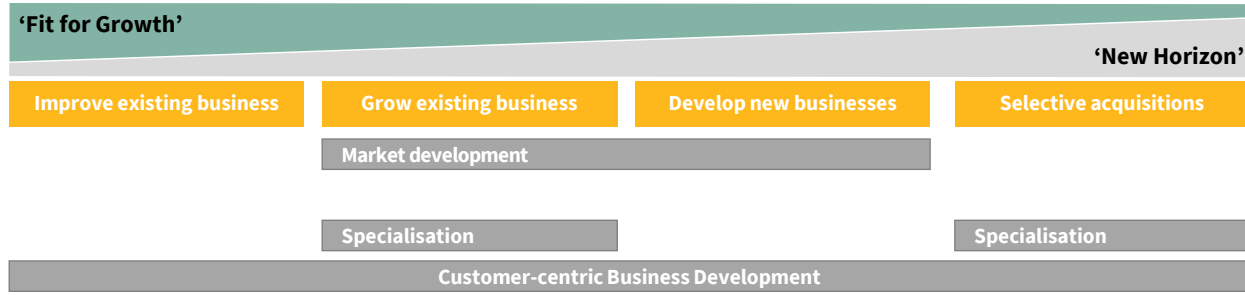 ‘Fit for Growth’
‘New Horizon’
Improve existing business
Grow existing business
Develop new businesses
Selective acquisitions
Market development
Specialisation
Specialisation
Customer-centric Business Development